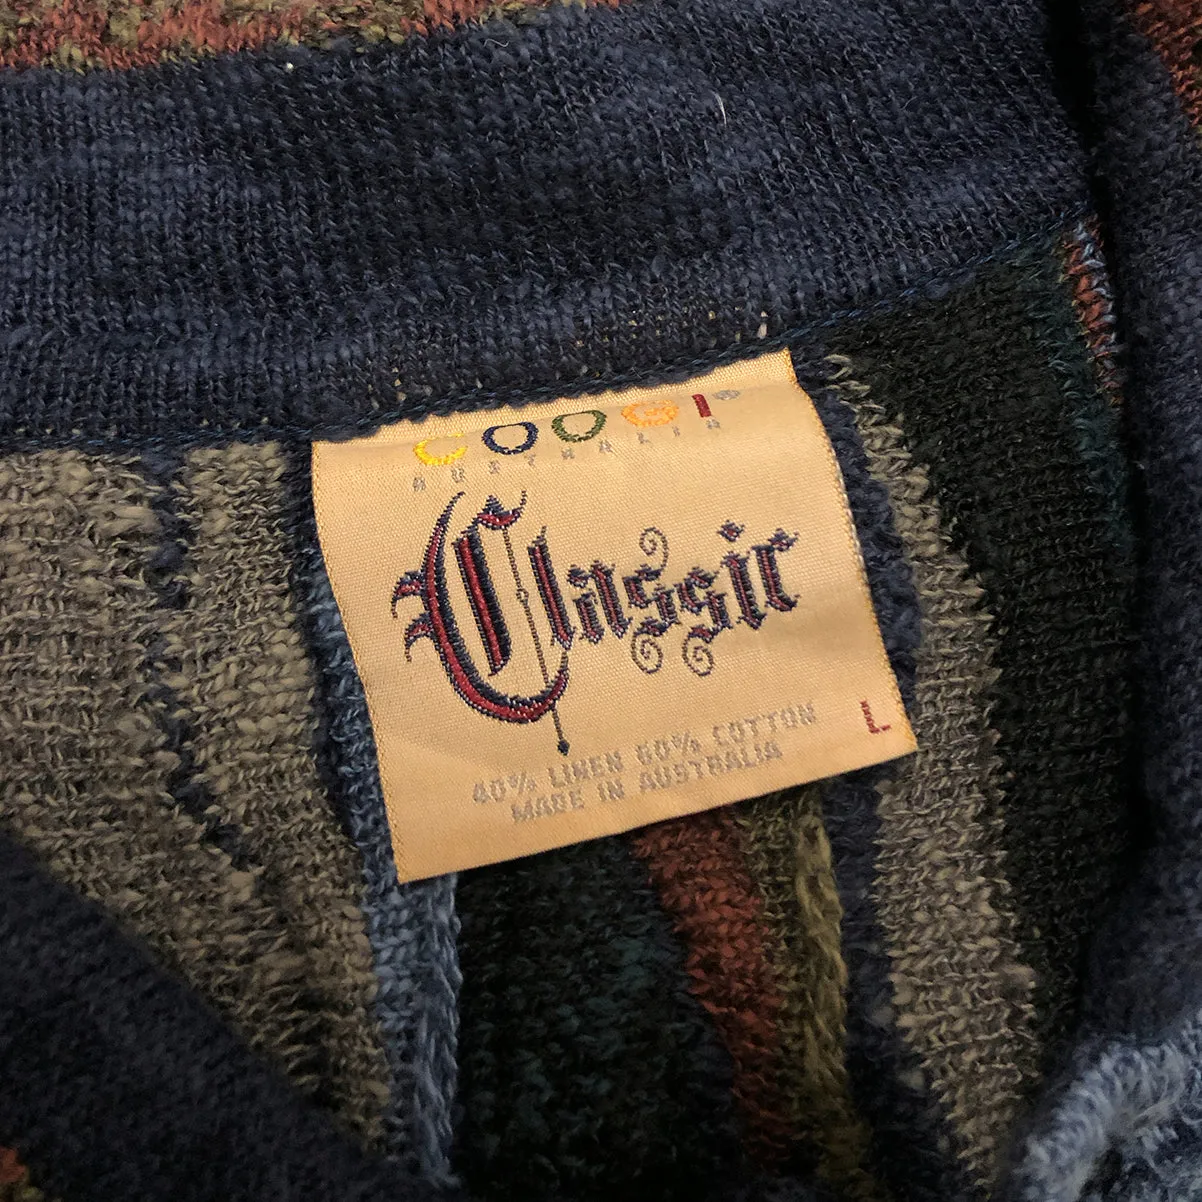 COOGI®
AUSTRALIA
Classic
L
40% LINEN 60% COTTON
MADE IN AUSTRALIA